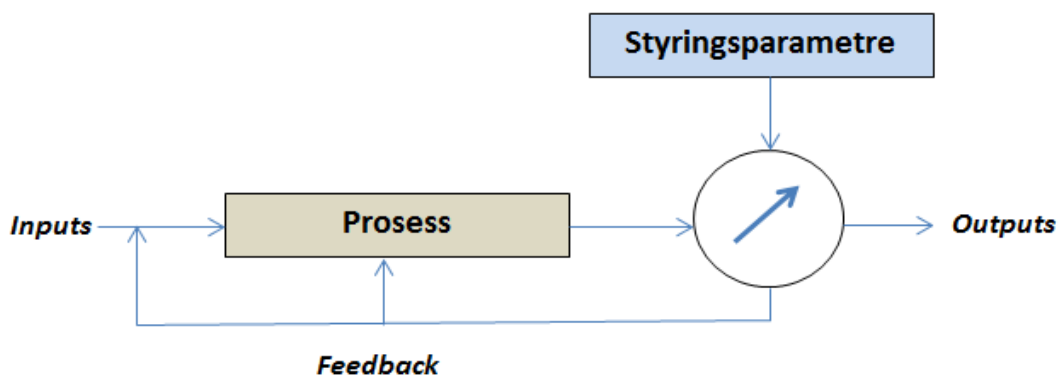 Styringsparametre
Inputs
Prosess
Outputs
Feedback